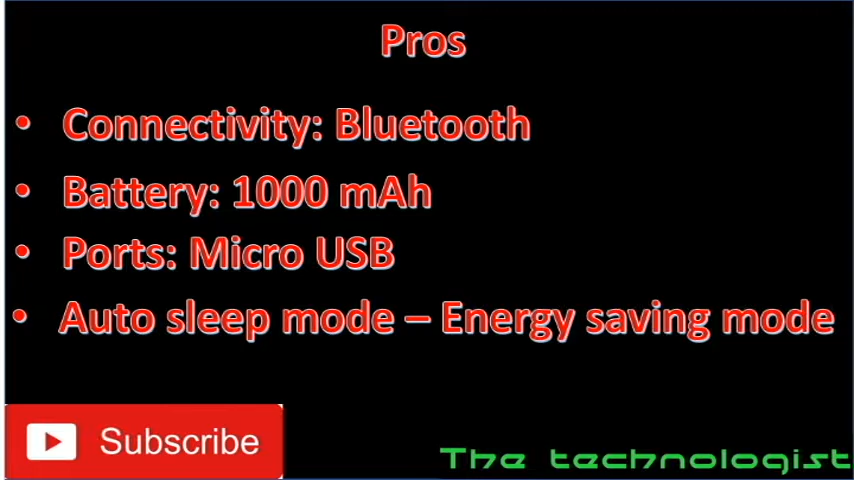 Pros
• Connectivity: Bluetooth
• Battery: 1000 mAh
• Ports: Micro USB
• Auto sleep mode – Energy saving mode
Subscribe
The technologist